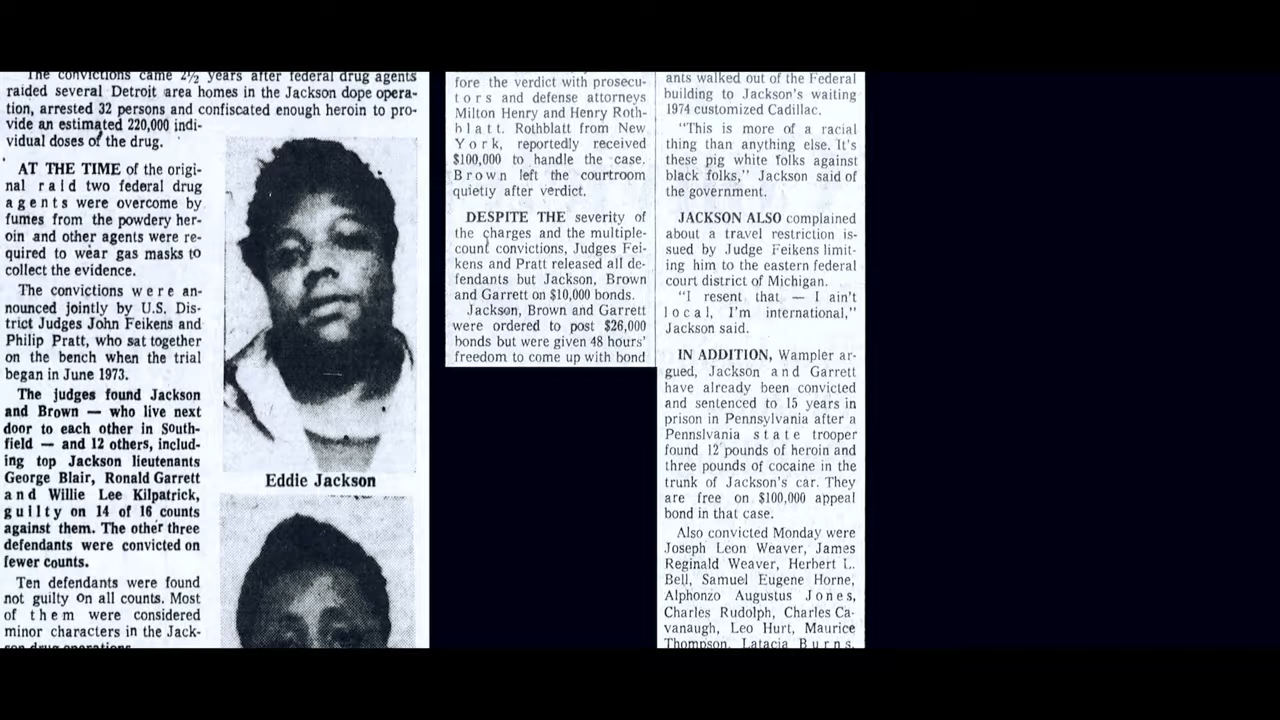 The convictions came 2½ years after federal drug agents
raided several Detroit area homes in the Jackson dope opera-
tion, arrested 32 persons and confiscated enough heroin to pro-
vide an estimated 220,000 indi-
vidual doses of the drug.
AT THE TIME of the origi-
nal raid two federal drug
agents were overcome by
fumes from the powdery her-
oin and other agents were re-
quired to wear gas masks to
collect the evidence.
The convictions were an-
nounced jointly by U.S. Dis-
trict Judges John Feikens and
Philip Pratt, who sat together
on the bench when the trial
began in June 1973.
The judges found Jackson
and Brown — who live next
door to each other in South-
field — and 12 others, includ-
ing top Jackson lieutenants
George Blair, Ronald Garrett
and Willie Lee Kilpatrick,
guilty on 14 of 16 counts
against them. The other three
defendants were convicted on
fewer counts.
Ten defendants were found
not guilty on all counts. Most
of them were considered
minor characters in the Jack-
son drug operations.
Eddie Jackson
fore the verdict with prosecu-
tors and defense attorneys
Milton Henry and Henry Roth-
blatt. Rothblatt from New
York, reportedly received
$100,000 to handle the case.
Brown left the courtroom
quietly after verdict.
DESPITE THE severity of
the charges and the multiple-
count convictions, Judges Fei-
kens and Pratt released all de-
fendants but Jackson, Brown
and Garrett on $10,000 bonds.
Jackson, Brown and Garrett
were ordered to post $26,000
bonds but were given 48 hours'
freedom to come up with bond
ants walked out of the Federal
building to Jackson's waiting
1974 customized Cadillac.
"This is more of a racial
thing than anything else. It's
these pig white folks against
black folks," Jackson said of
the government.
JACKSON ALSO complained
about a travel restriction is-
sued by Judge Feikens limit-
ing him to the eastern federal
court district of Michigan.
"I resent that — I ain't
local, I'm international,"
Jackson said.
IN ADDITION, Wampler ar-
gued, Jackson and Garrett
have already been convicted
and sentenced to 15 years in
prison in Pennsylvania after a
Pennslvania state trooper
found 12 pounds of heroin and
three pounds of cocaine in the
trunk of Jackson's car. They
are free on $100,000 appeal
bond in that case.
Also convicted Monday were
Joseph Leon Weaver, James
Reginald Weaver, Herbert L.
Bell, Samuel Eugene Horne,
Alphonzo Augustus Jones,
Charles Rudolph, Charles Ca-
vanaugh, Leo Hurt, Maurice
Thompson, Latacia Burns,